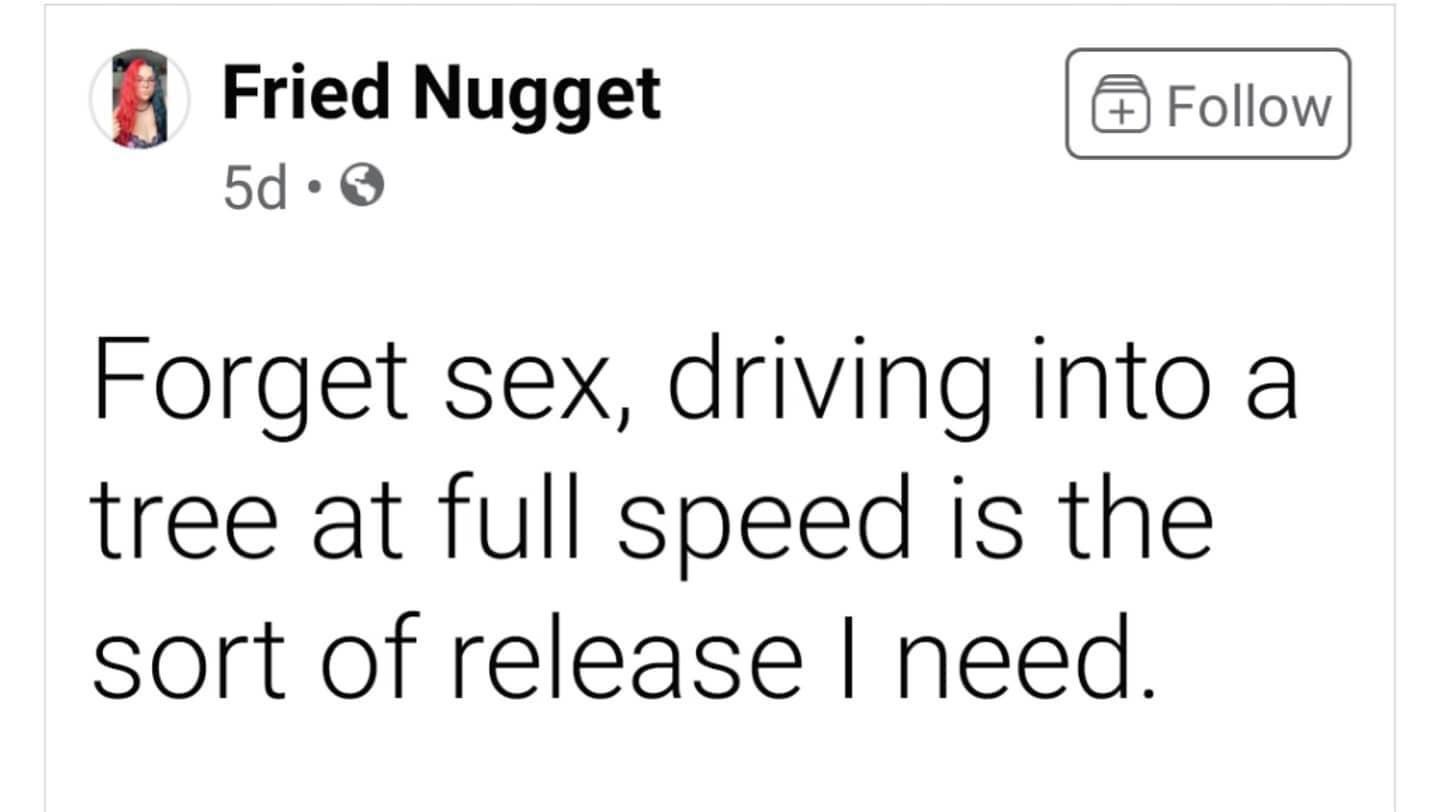 Fried Nugget
Follow
5d •
Forget sex, driving into a
tree at full speed is the
sort of release I need.